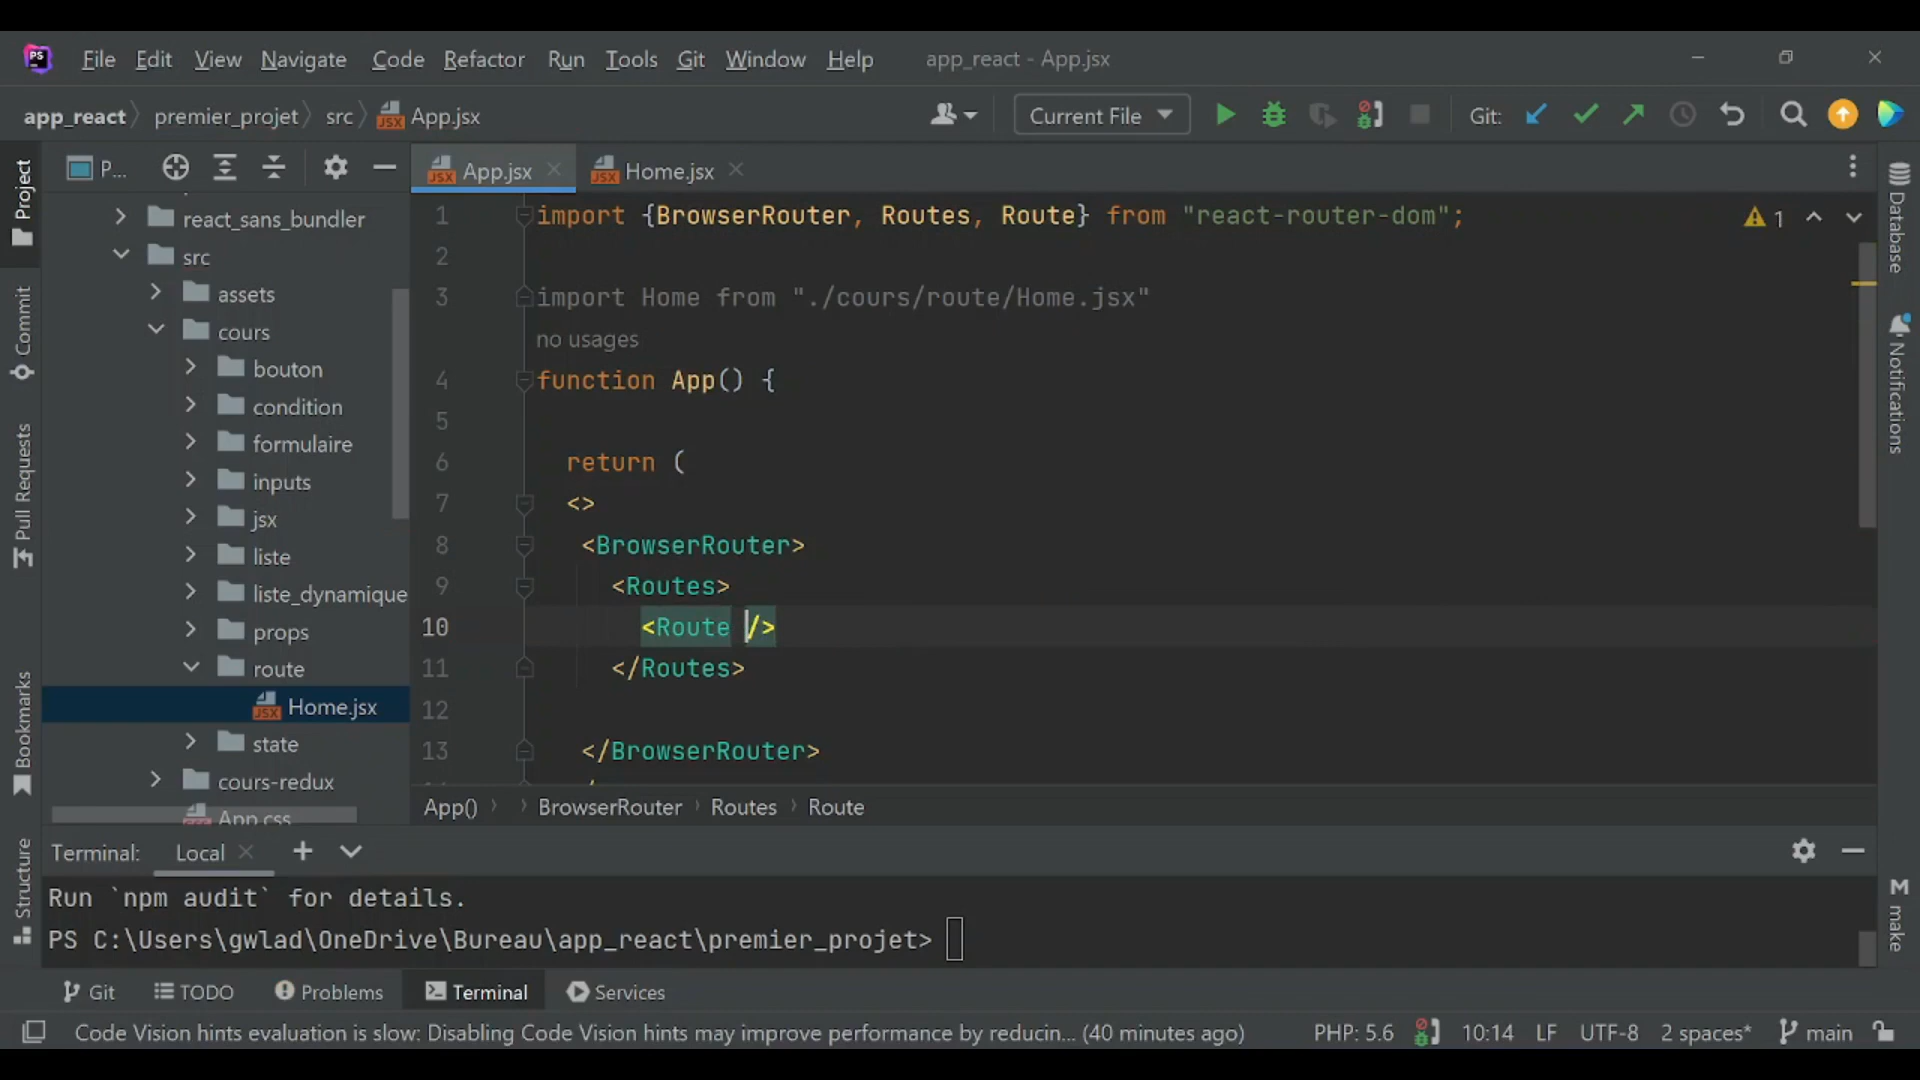 PS File Edit View Navigate Code Refactor Run Tools Git Window Help app_react - App.jsx
app_react premier_projet src App.jsx Current File Git:
P... App.jsx Home.jsx
Project
Commit
Pull Requests
Bookmarks
Structure
react_sans_bundler
src
assets
cours
bouton
condition
formulaire
inputs
jsx
liste
liste_dynamique
props
route
Home.jsx
state
cours-redux
App.css
1 import {BrowserRouter, Routes, Route} from "react-router-dom";
2
3 import Home from "./cours/route/Home.jsx"
no usages
4 function App() {
5
6 return (
7 <>
8 <BrowserRouter>
9 <Routes>
10 <Route />
11 </Routes>
12
13 </BrowserRouter>
1
Database
Notifications
make
App() BrowserRouter Routes Route
Terminal: Local
Run `npm audit` for details.
PS C:\Users\gwlad\OneDrive\Bureau\app_react\premier_projet>
Git TODO Problems Terminal Services
Code Vision hints evaluation is slow: Disabling Code Vision hints may improve performance by reducin... (40 minutes ago) PHP: 5.6 10:14 LF UTF-8 2 spaces* main